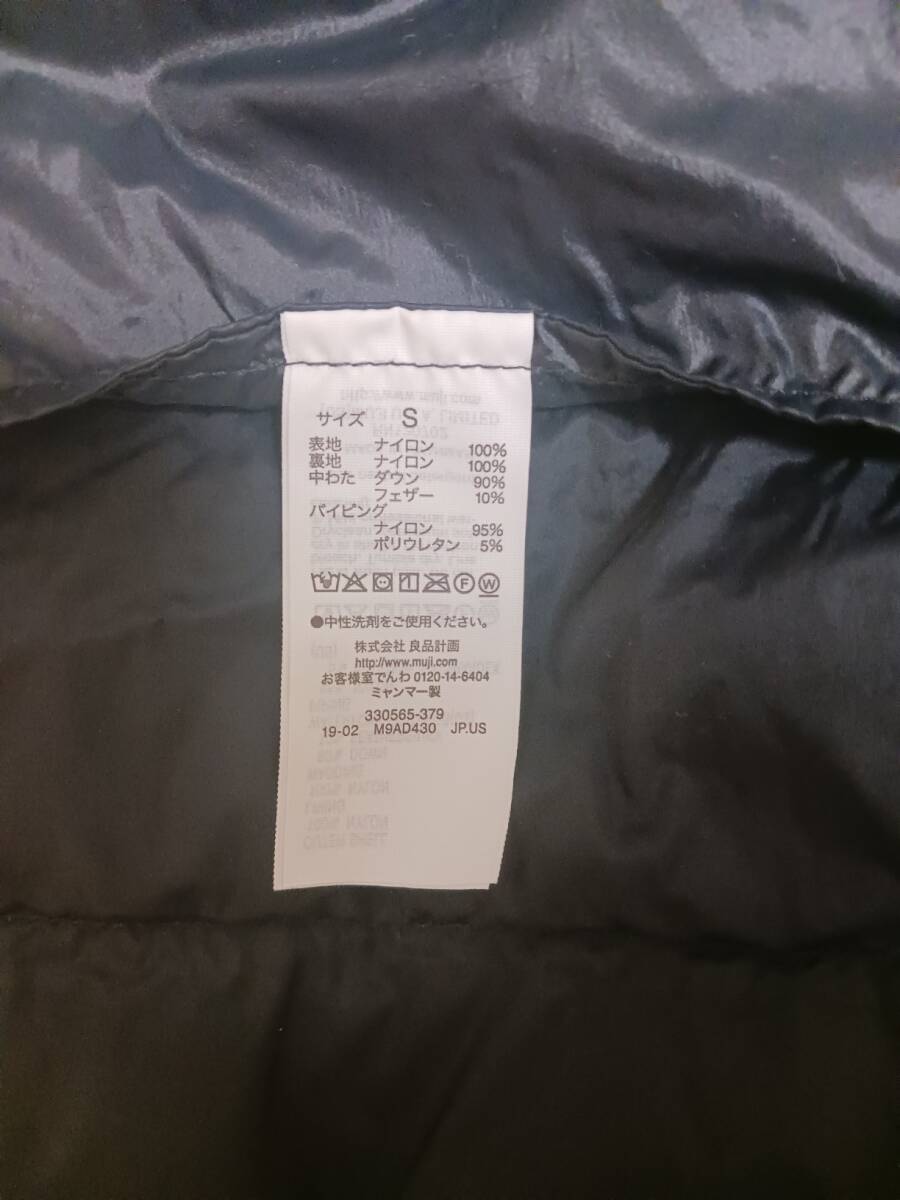 サイズ S
表地 ナイロン 100%
裏地 ナイロン 100%
中わた ダウン 90%
フェザー 10%
パイピング
ナイロン 95%
ポリウレタン 5%
F W
●中性洗剤をご使用ください。
株式会社 良品計画
http://www.muji.com
お客様室でんわ 0120-14-6404
ミャンマー製
330565-379
19-02 M9AD430 JP.US